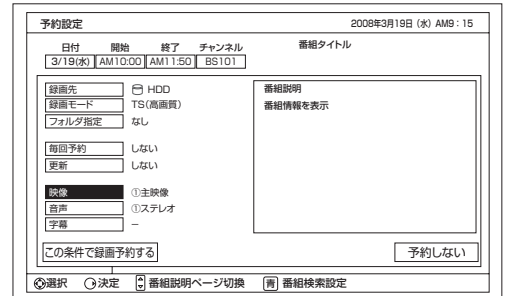 予約設定 2008年3月19日（水）AM9：15
日付 開始 終了 チャンネル 番組タイトル
3/19(水) AM10:00 AM11:50 BS101
録画先 HDD 番組説明
録画モード TS(高画質) 番組情報を表示
フォルダ指定 なし
毎回予約 しない
更新 しない
映像 ①主映像
音声 ①ステレオ
字幕 −
この条件で録画予約する 予約しない
選択 決定 番組説明ページ切換 青 番組検索設定